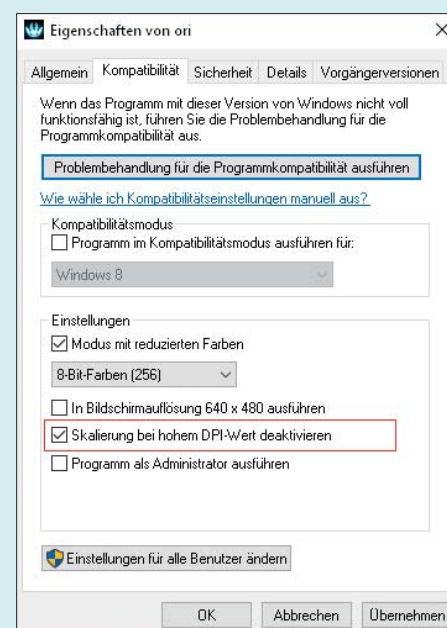 Eigenschaften von ori
Allgemein Kompatibilität Sicherheit Details Vorgängerversionen
Wenn das Programm mit dieser Version von Windows nicht voll
funktionsfähig ist, führen Sie die Problembehandlung für die
Programmkompatibilität aus.
Problembehandlung für die Programmkompatibilität ausführen
Wie wähle ich Kompatibilitätseinstellungen manuell aus?
Kompatibilitätsmodus
Programm im Kompatibilitätsmodus ausführen für:
Windows 8
Einstellungen
Modus mit reduzierten Farben
8-Bit-Farben (256)
In Bildschirmauflösung 640 x 480 ausführen
Skalierung bei hohem DPI-Wert deaktivieren
Programm als Administrator ausführen
Einstellungen für alle Benutzer ändern
OK Abbrechen Übernehmen